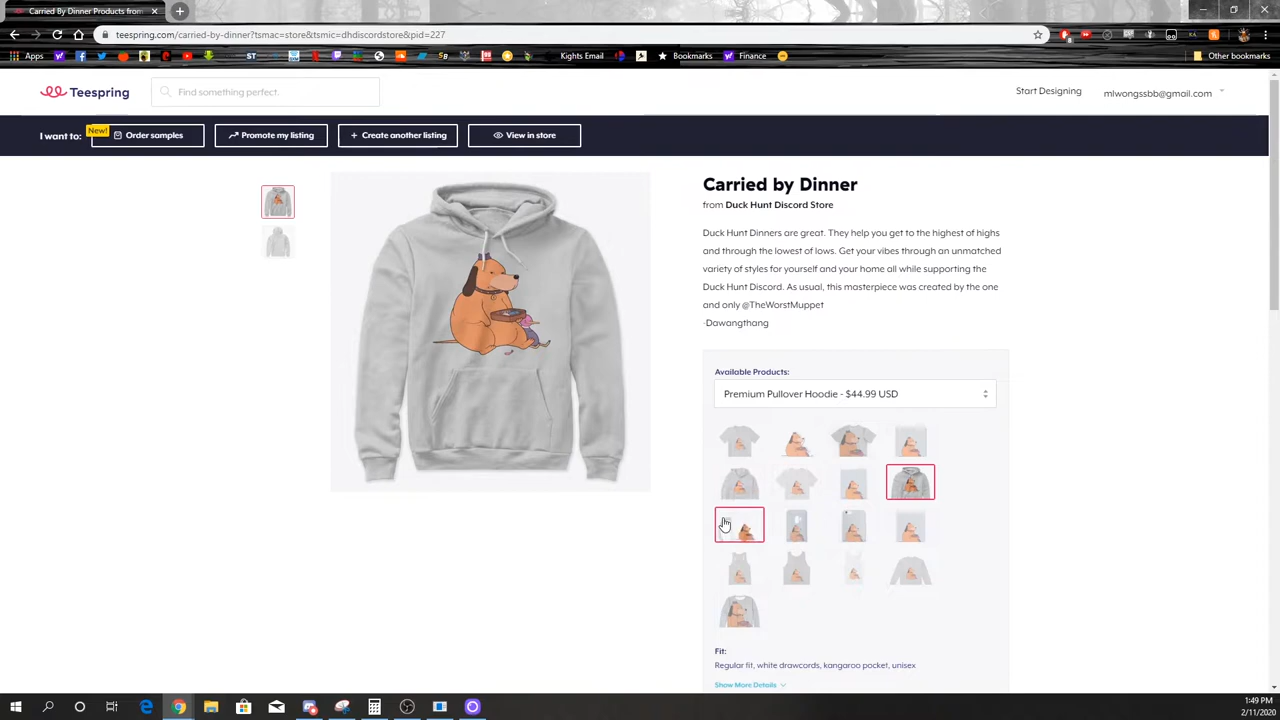 Carried By Dinner Products from
teespring.com/carried-by-dinner?tsmac=store&tsmic=dhdiscordstore&pid=227
Apps
ST
SB
Kights Email
Bookmarks
Finance
Other bookmarks
Teespring
Find something perfect.
Start Designing
mlwongssbb@gmail.com
I want to:
New!
Order samples
Promote my listing
+ Create another listing
View in store
Carried by Dinner
from Duck Hunt Discord Store
Duck Hunt Dinners are great. They help you get to the highest of highs
and through the lowest of lows. Get your vibes through an unmatched
variety of styles for yourself and your home all while supporting the
Duck Hunt Discord. As usual, this masterpiece was created by the one
and only @TheWorstMuppet
-Dawangthang
Available Products:
Premium Pullover Hoodie - $44.99 USD
Fit:
Regular fit, white drawcords, kangaroo pocket, unisex
Show More Details
1:49 PM
2/11/2020